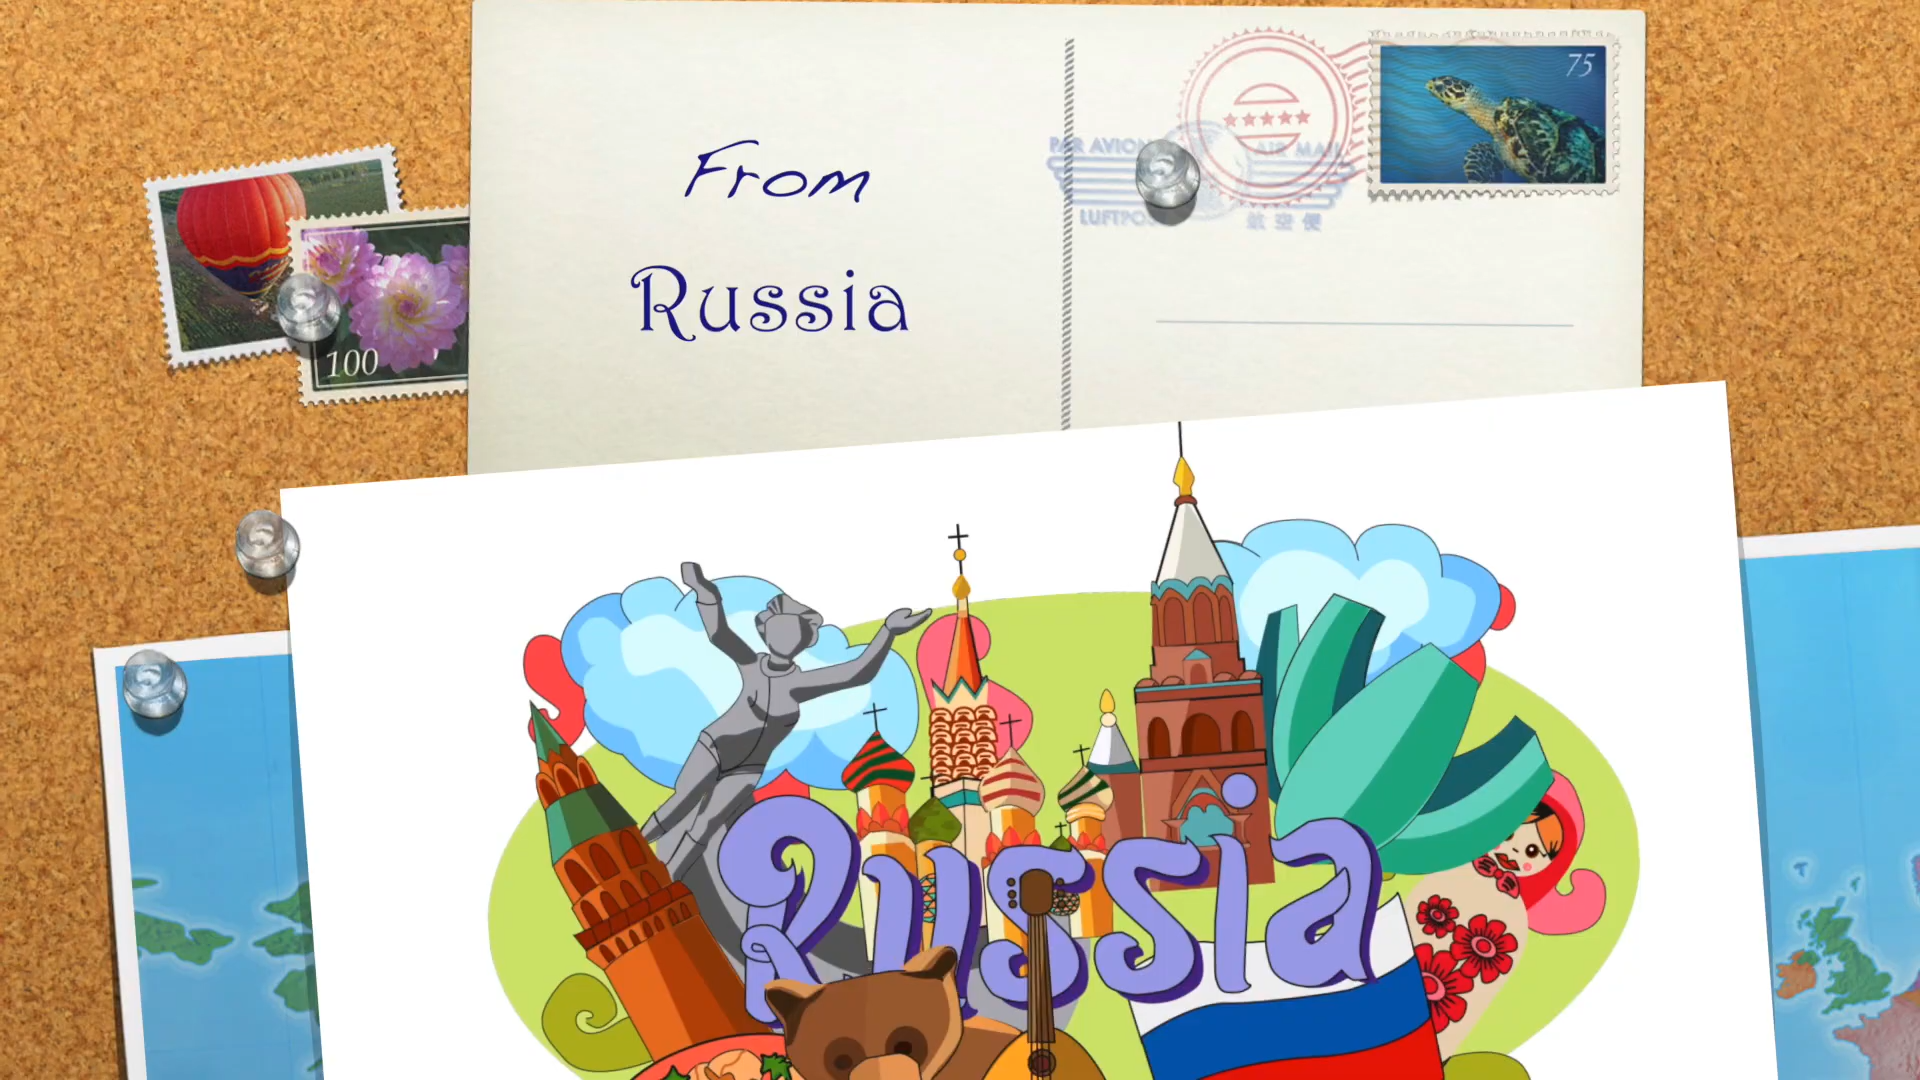 From
Russia
75
PAR AVION
AIR MAIL
LUFTPO
航空便
100
Russia